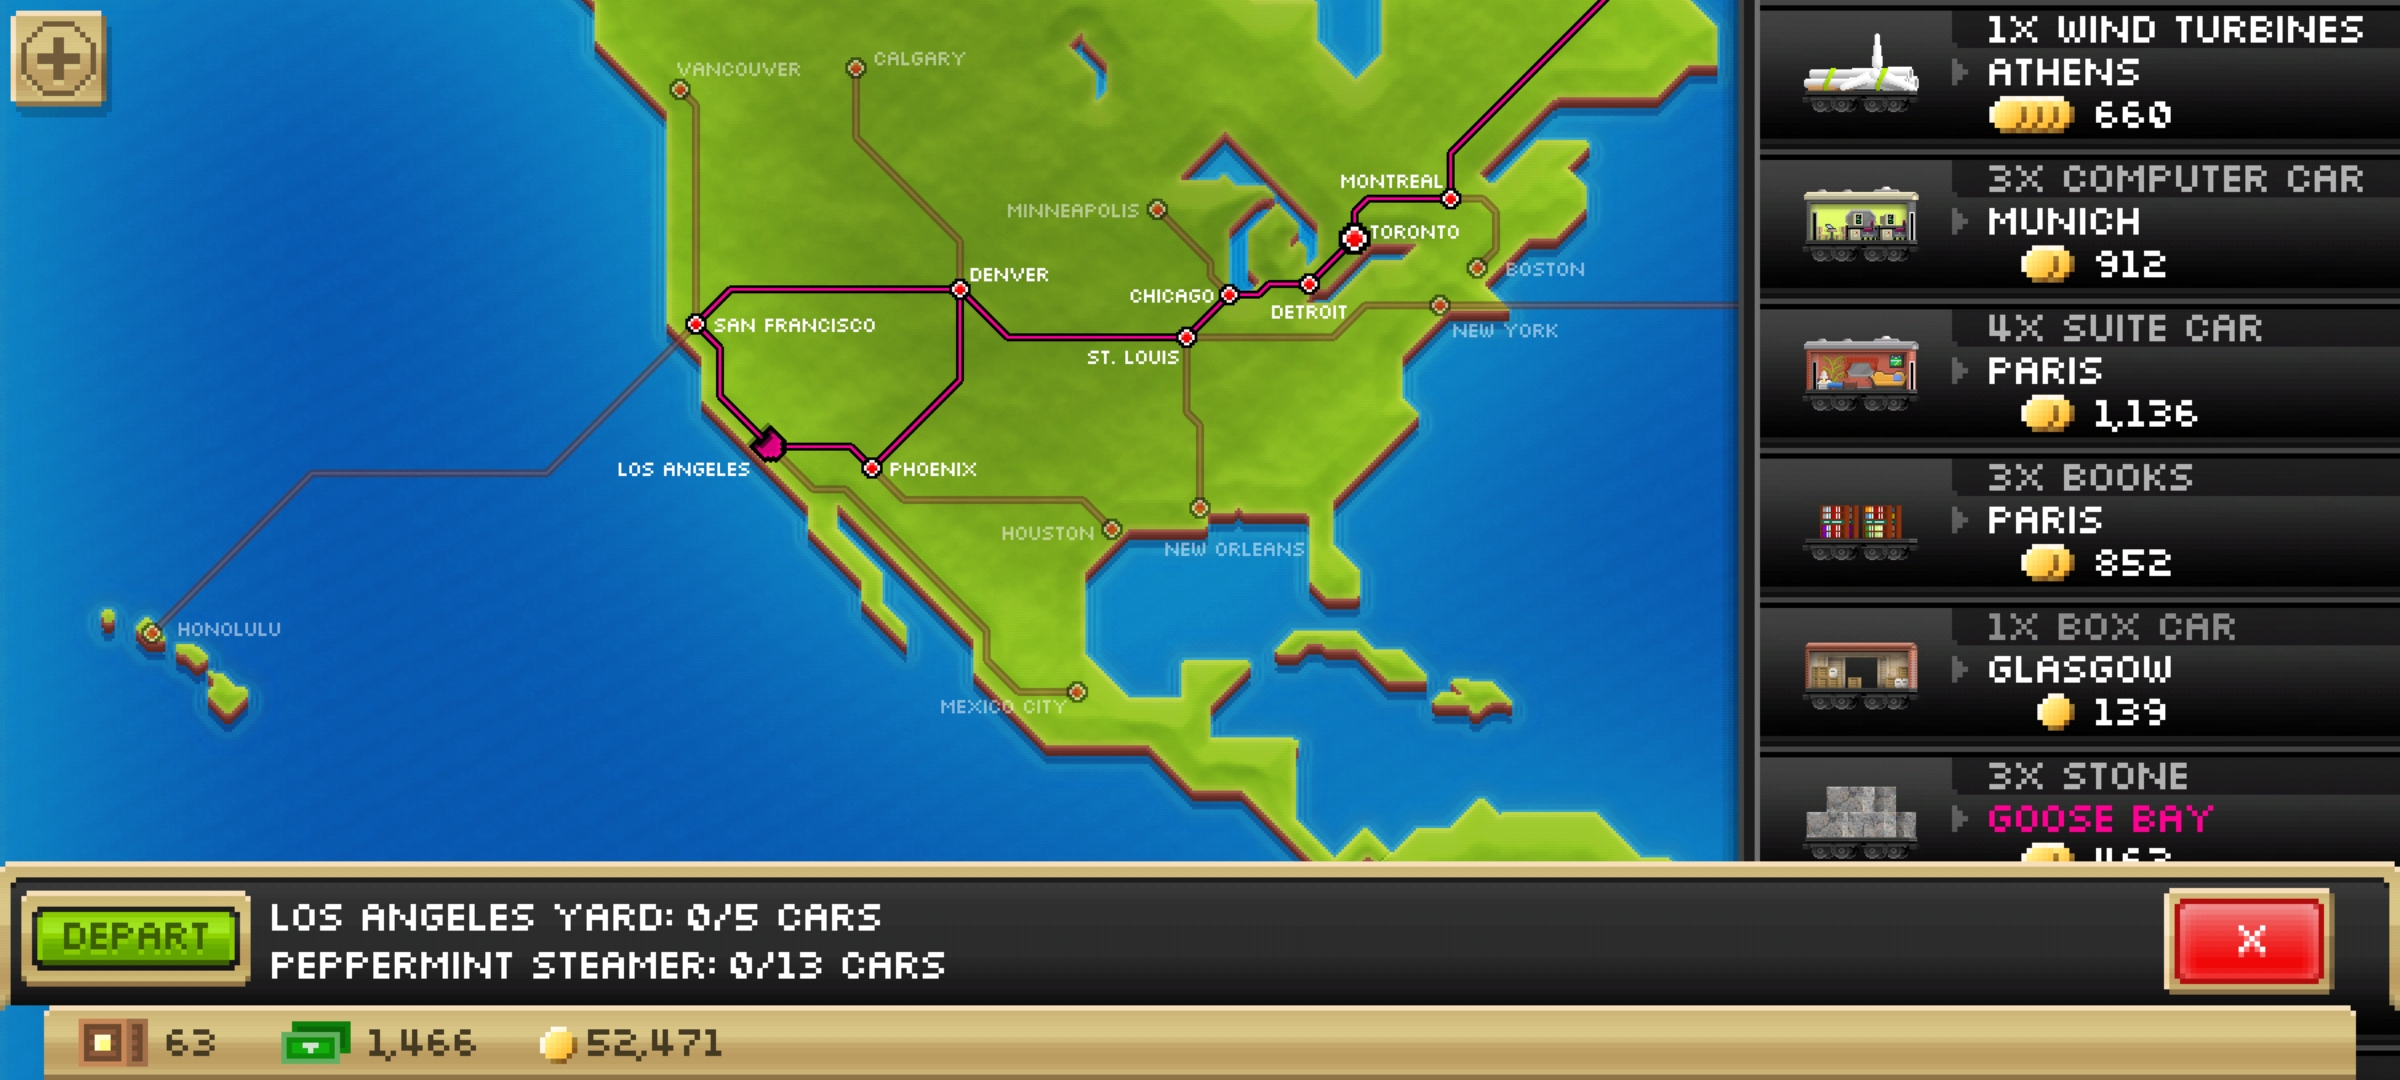 VANCOUVER
CALGARY
MINNEAPOLIS
MONTREAL
TORONTO
BOSTON
DENVER
CHICAGO
DETROIT
NEW YORK
SAN FRANCISCO
ST. LOUIS
LOS ANGELES
PHOENIX
HOUSTON
NEW ORLEANS
HONOLULU
MEXICO CITY
1X WIND TURBINES
ATHENS
660
3X COMPUTER CAR
MUNICH
912
4X SUITE CAR
PARIS
1,136
3X BOOKS
PARIS
852
1X BOX CAR
GLASGOW
139
3X STONE
GOOSE BAY
DEPART
LOS ANGELES YARD: 0/5 CARS
PEPPERMINT STEAMER: 0/13 CARS
X
63
1,466
52,471